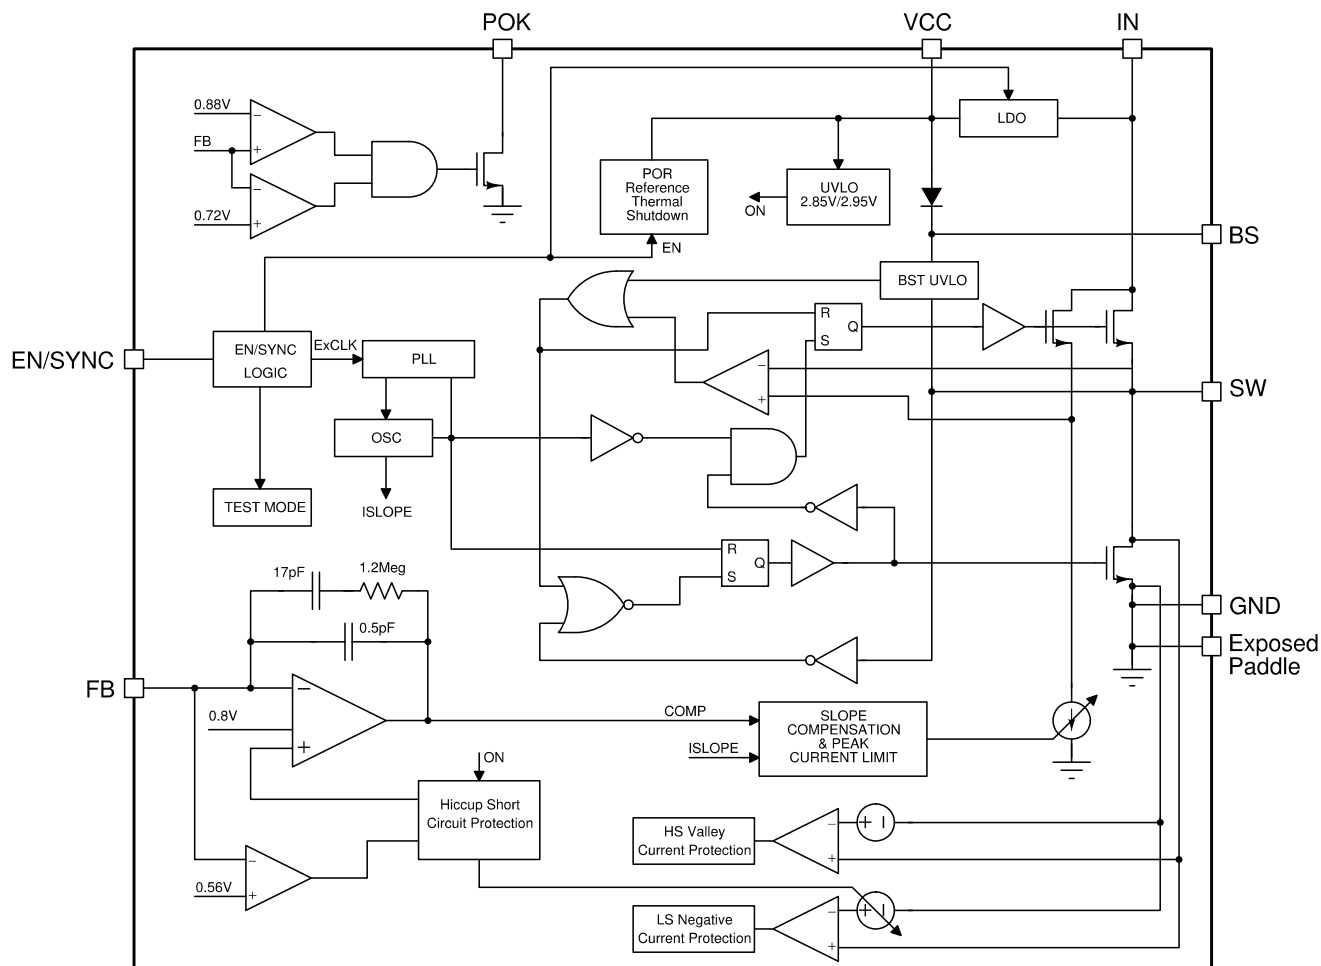 POK
VCC
IN
0.88V
−
FB
+
−
0.72V
+
LDO
POR
Reference
Thermal
Shutdown
UVLO
2.85V/2.95V
ON
EN
BS
BST UVLO
R
Q
S
EN/SYNC
EN/SYNC
LOGIC
ExCLK
PLL
−
+
SW
OSC
TEST MODE
ISLOPE
R
Q
S
17pF
1.2Meg
0.5pF
GND
Exposed
Paddle
FB
−
0.8V
+
COMP
ISLOPE
SLOPE
COMPENSATION
& PEAK
CURRENT LIMIT
ON
Hiccup Short
Circuit Protection
HS Valley
Current Protection
−
+
+ −
−
0.56V
+
LS Negative
Current Protection
−
+
+ −